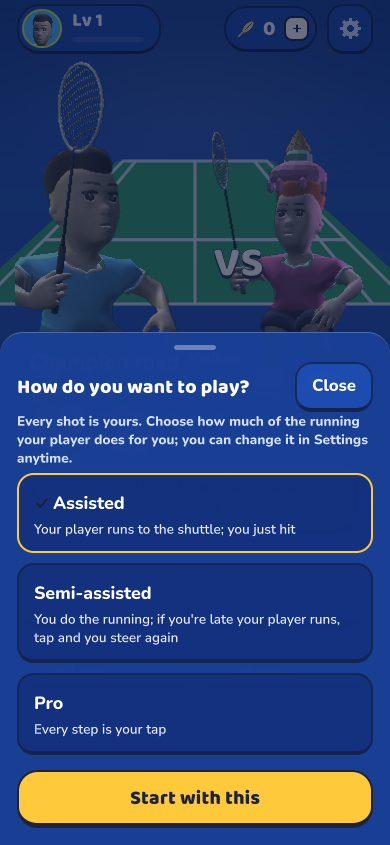 Lv 1
0
+
VS
How do you want to play?
Close
Every shot is yours. Choose how much of the running
your player does for you; you can change it in Settings
anytime.
✓ Assisted
Your player runs to the shuttle; you just hit
Semi-assisted
You do the running; if you're late your player runs,
tap and you steer again
Pro
Every step is your tap
Start with this